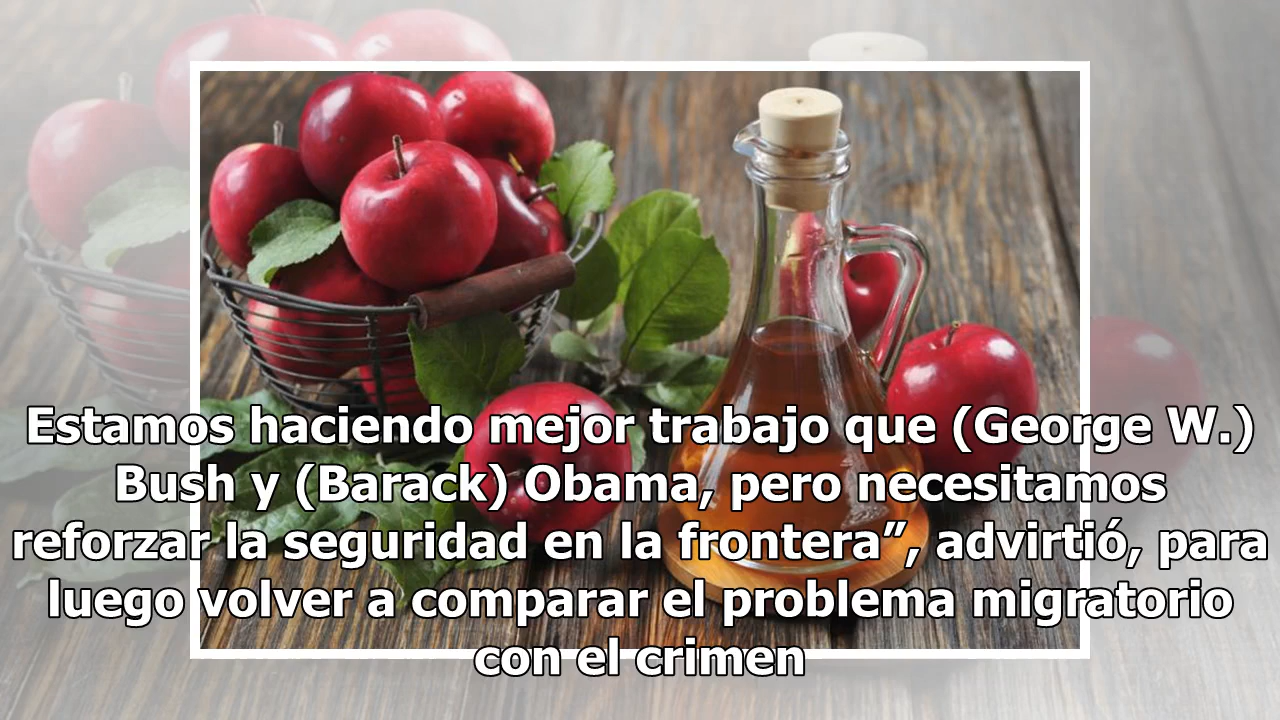 Estamos haciendo mejor trabajo que (George W.)
Bush y (Barack) Obama, pero necesitamos
reforzar la seguridad en la frontera”, advirtió, para
luego volver a comparar el problema migratorio
con el crimen